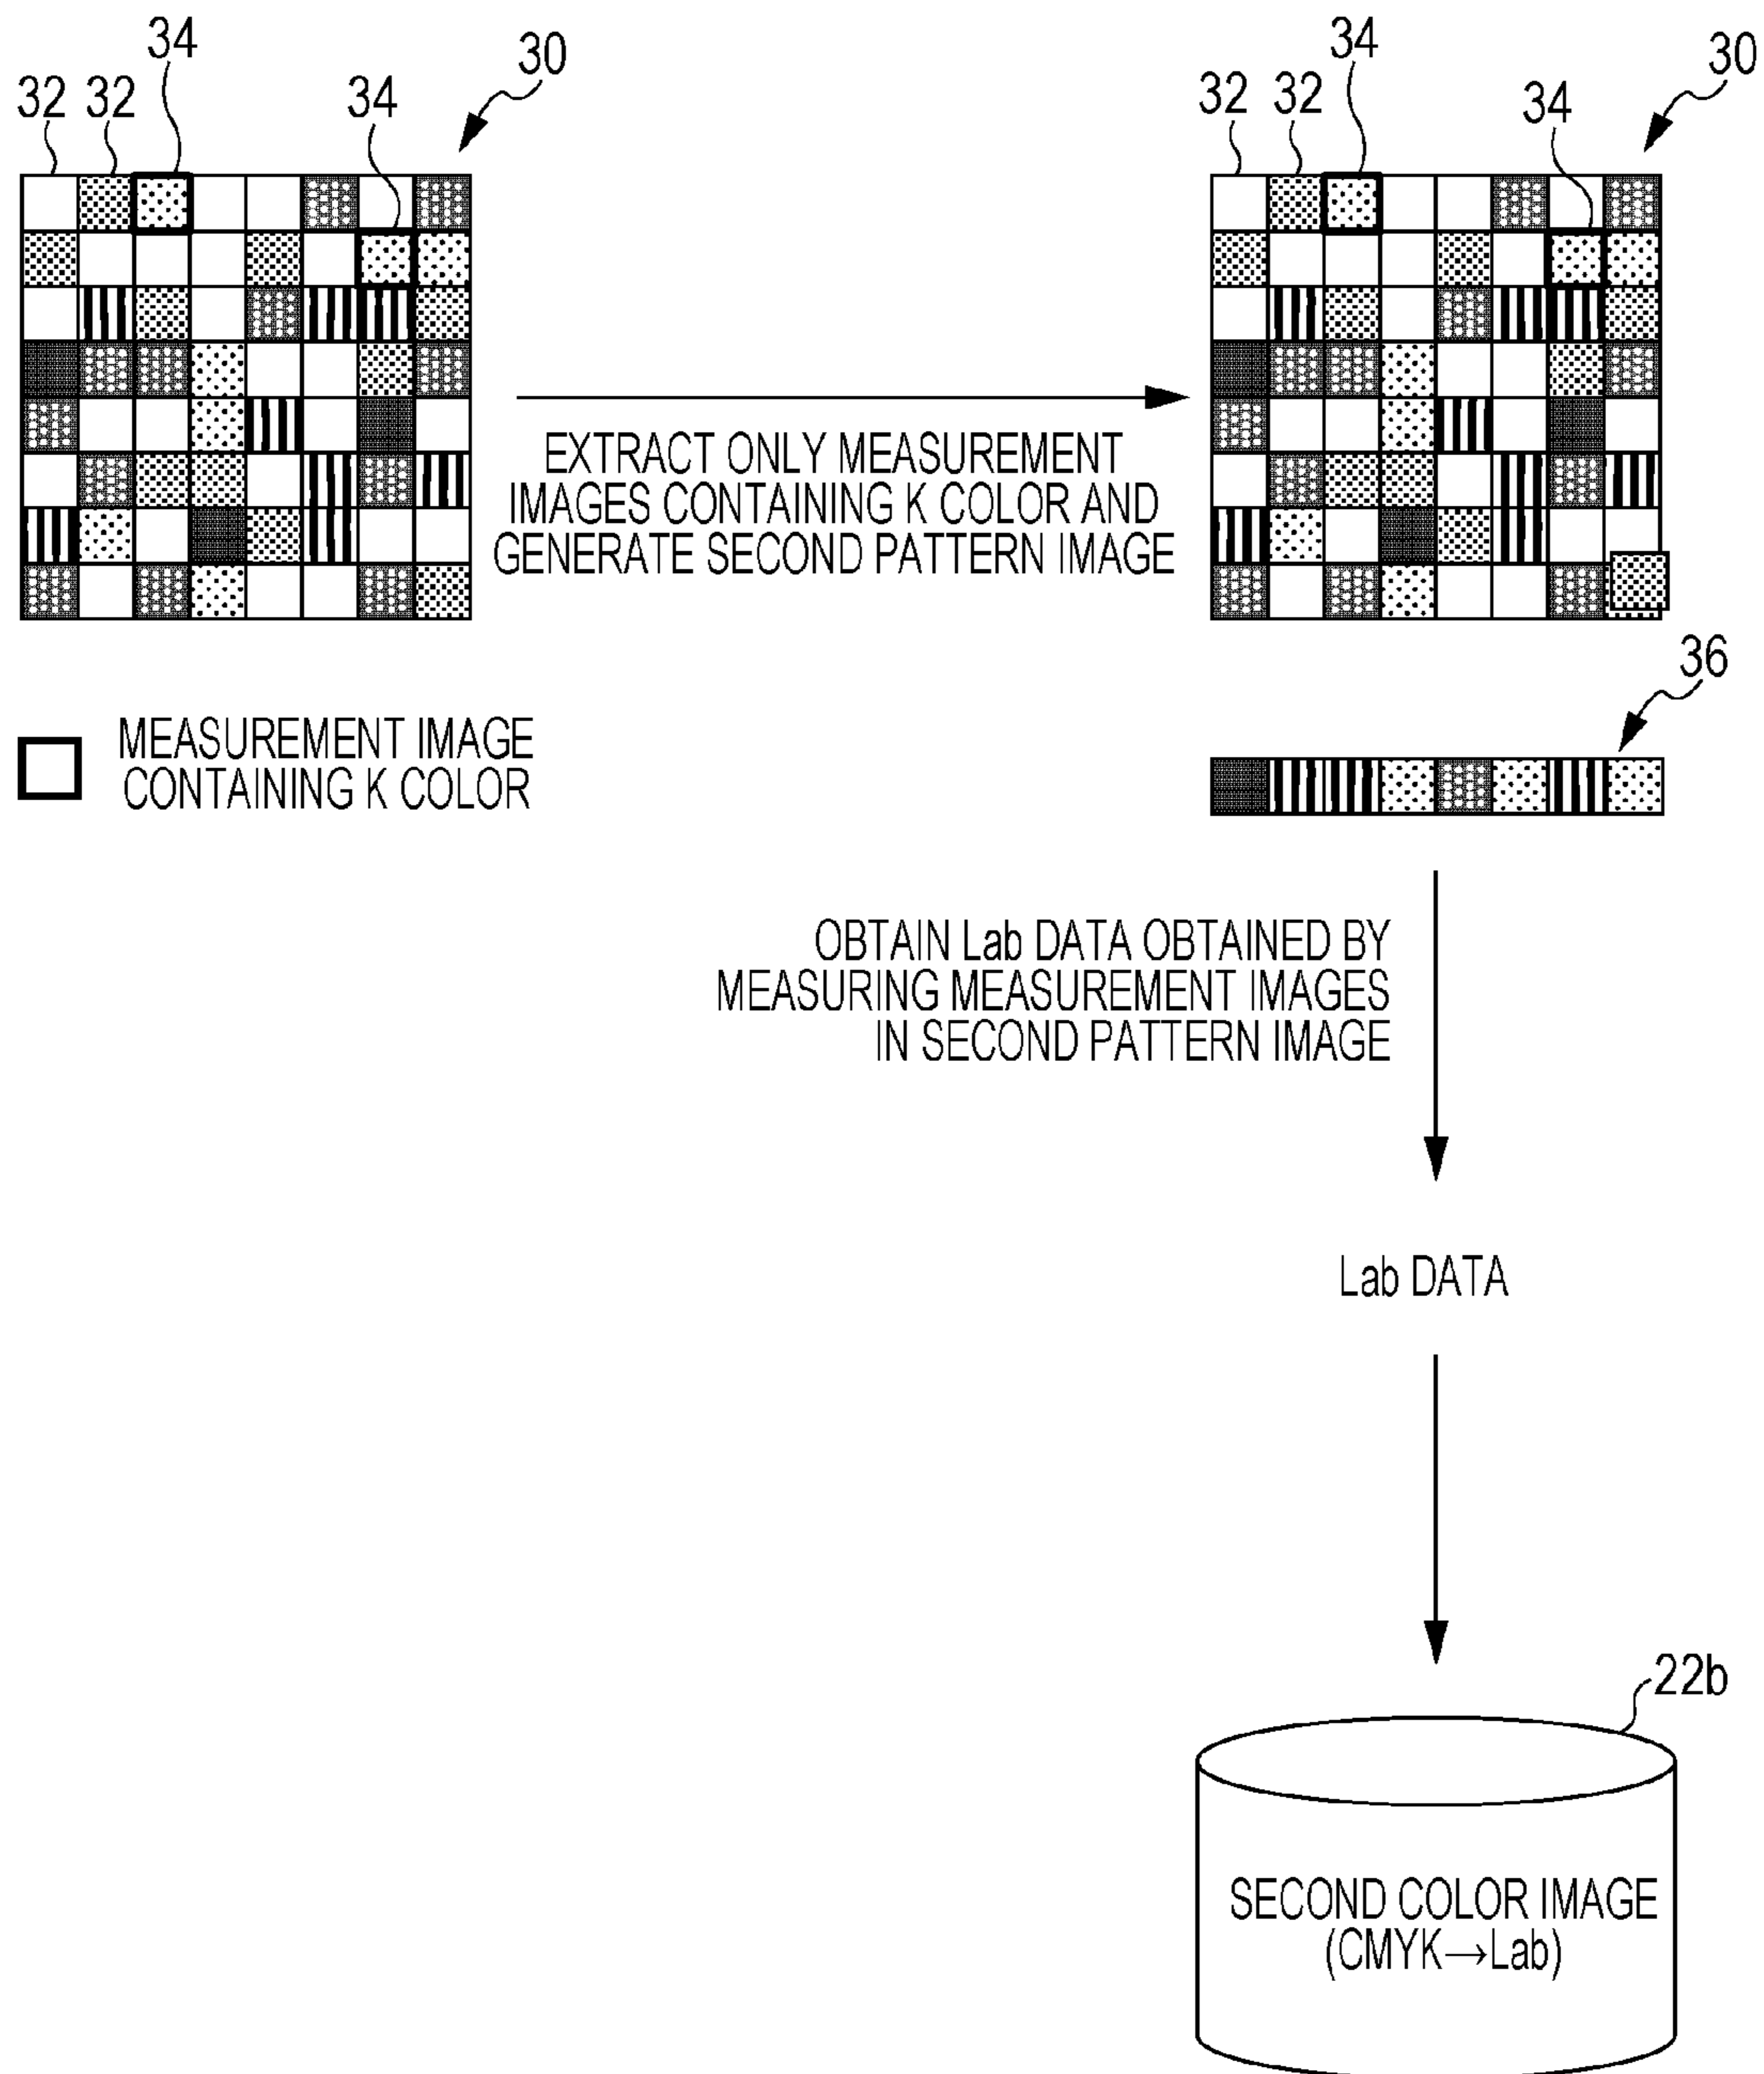 34
30
32 32
34
34
30
32 32
34
EXTRACT ONLY MEASUREMENT
IMAGES CONTAINING K COLOR AND
GENERATE SECOND PATTERN IMAGE
36
MEASUREMENT IMAGE
CONTAINING K COLOR
OBTAIN Lab DATA OBTAINED BY
MEASURING MEASUREMENT IMAGES
IN SECOND PATTERN IMAGE
Lab DATA
22b
SECOND COLOR IMAGE
(CMYK→Lab)